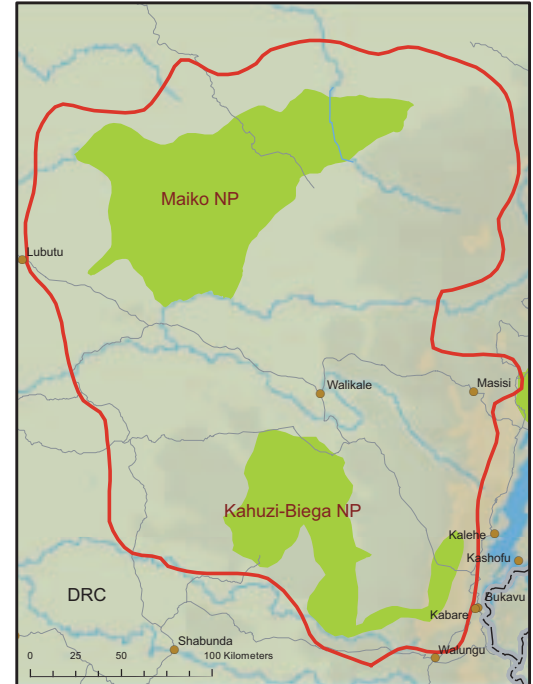 Maiko NP
Lubutu
Walikale
Masisi
Kahuzi-Biega NP
Kalehe
Kashofu
DRC
Bukavu
Kabare
Shabunda
Walungu
0 25 50 100 Kilometers